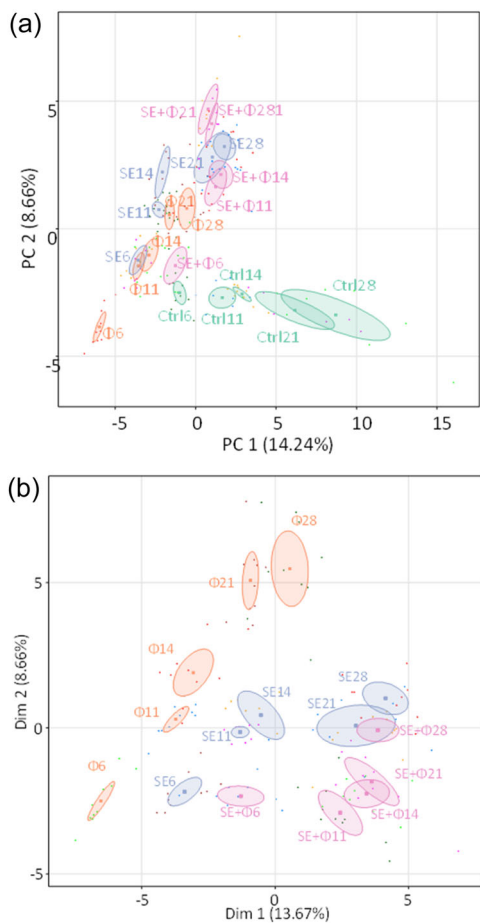 (a)
5
0
-5
PC 2 (8.66%)
SE+Φ21
SE+Φ281
SE28
SE21
SE14
SE+Φ14
SE11
Φ21
SE+Φ11
Φ28
SE6
Φ14
SE+Φ6
Φ11
Ctrl14
Ctrl28
Ctrl6
Ctrl11
Ctrl21
Φ6
-5
0
5
10
15
PC 1 (14.24%)
(b)
Φ28
Φ21
5
Φ14
SE28
SE14
SE21
Φ11
SE11
SE+Φ28
0
Dim 2 (8.66%)
Φ6
SE6
SE+Φ21
SE+Φ6
SE+Φ14
SE+Φ11
-5
-5
0
5
Dim 1 (13.67%)